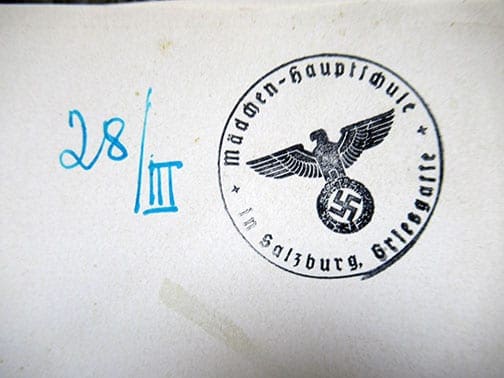 28/III
Mädchen-Hauptschule
in Salzburg, Griesgasse